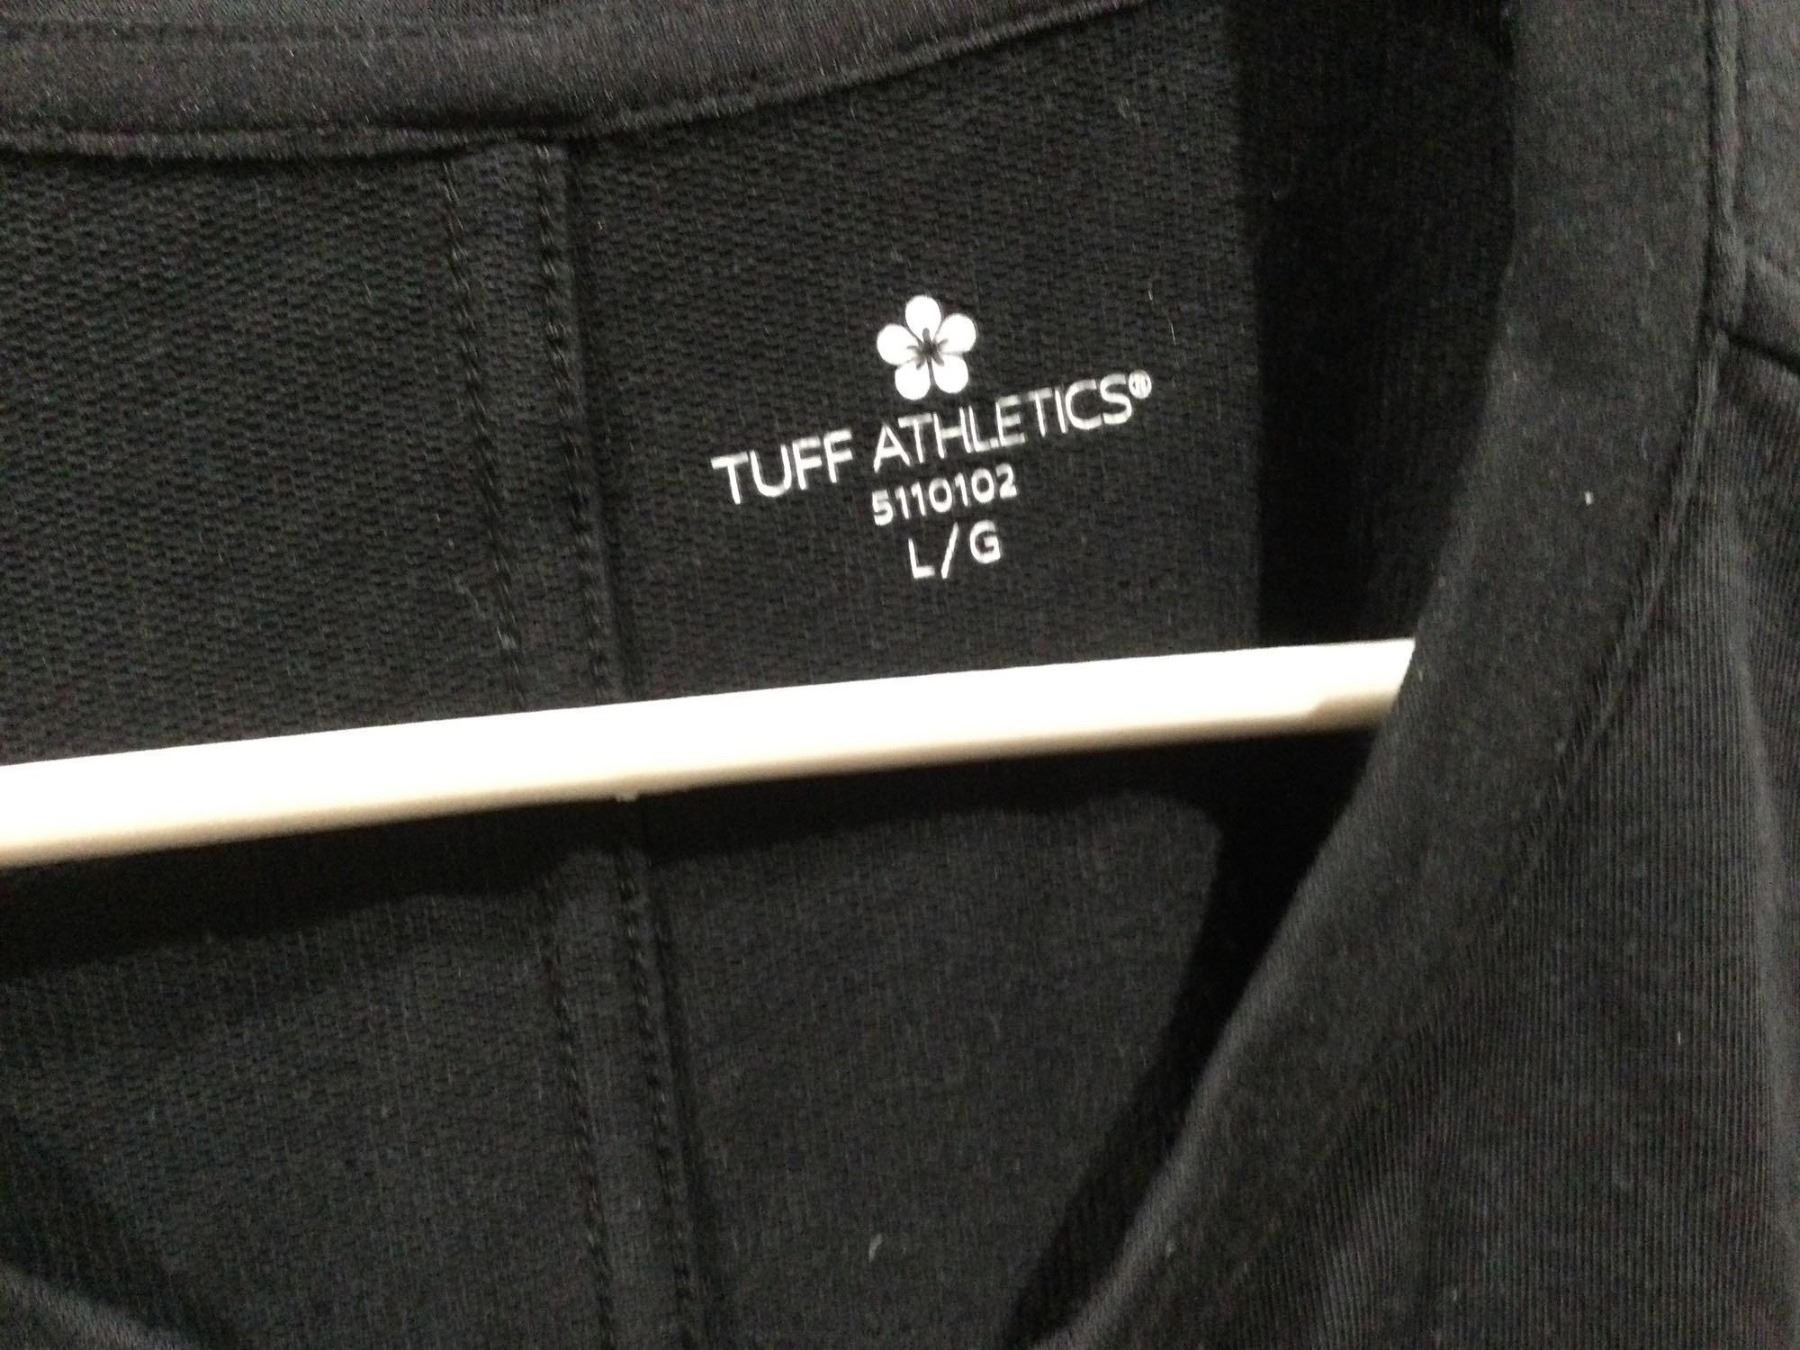 TUFF ATHLETICS®
5110102
L/G